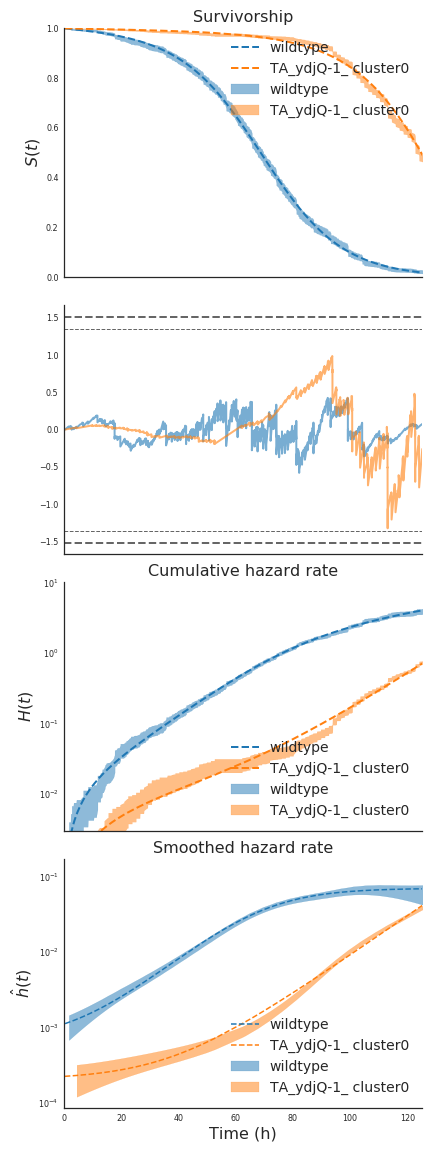 Survivorship
1.0
0.8
0.6
0.4
0.2
0.0
S(t)
wildtype
TA_ydjQ-1_ cluster0
wildtype
TA_ydjQ-1_ cluster0
1.5
1.0
0.5
0.0
−0.5
−1.0
−1.5
Cumulative hazard rate
10¹
10⁰
10⁻¹
10⁻²
H(t)
wildtype
TA_ydjQ-1_ cluster0
wildtype
TA_ydjQ-1_ cluster0
Smoothed hazard rate
10⁻¹
10⁻²
10⁻³
10⁻⁴
ĥ(t)
wildtype
TA_ydjQ-1_ cluster0
wildtype
TA_ydjQ-1_ cluster0
0 20 40 60 80 100 120
Time (h)